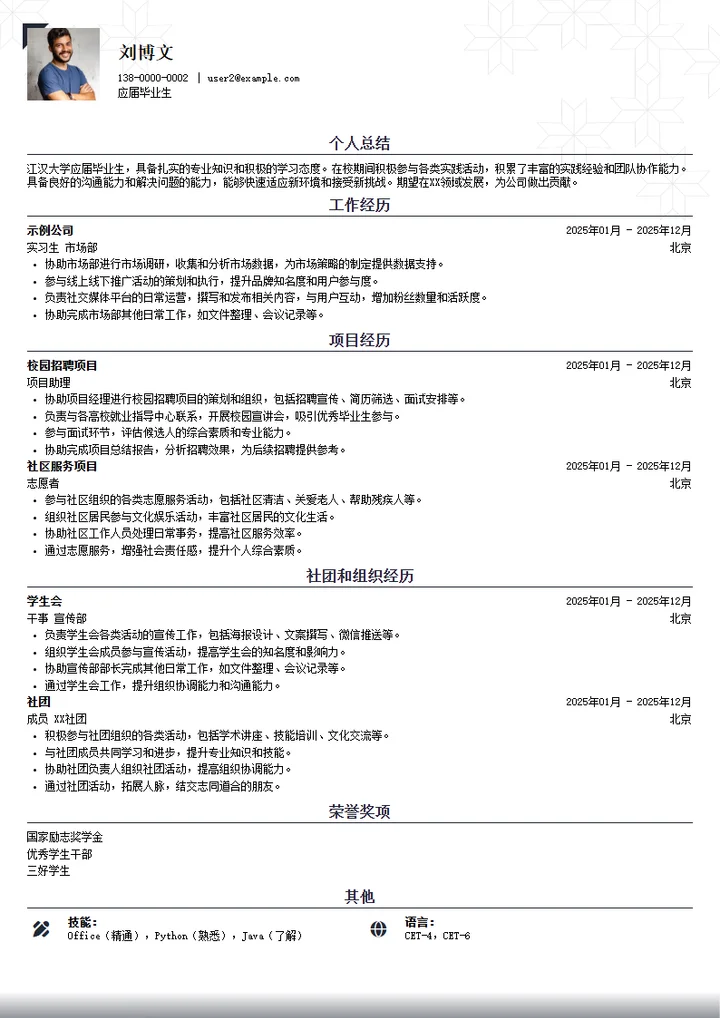 刘博文
138-0000-0002 | user2@example.com
应届毕业生
个人总结
江汉大学应届毕业生，具备扎实的专业知识和积极的学习态度。在校期间积极参与各类实践活动，积累了丰富的实践经验和团队协作能力。
具备良好的沟通能力和解决问题的能力，能够快速适应新环境和接受新挑战。期望在XX领域发展，为公司做出贡献。
工作经历
示例公司 2025年01月 - 2025年12月
实习生 市场部 北京
• 协助市场部进行市场调研，收集和分析市场数据，为市场策略的制定提供数据支持。
• 参与线上线下推广活动的策划和执行，提升品牌知名度和用户参与度。
• 负责社交媒体平台的日常运营，撰写和发布相关内容，与用户互动，增加粉丝数量和活跃度。
• 协助完成市场部其他日常工作，如文件整理、会议记录等。
项目经历
校园招聘项目 2025年01月 - 2025年12月
项目助理 北京
• 协助项目经理进行校园招聘项目的策划和组织，包括招聘宣传、简历筛选、面试安排等。
• 负责与各高校就业指导中心联系，开展校园宣讲会，吸引优秀毕业生参与。
• 参与面试环节，评估候选人的综合素质和专业能力。
• 协助完成项目总结报告，分析招聘效果，为后续招聘提供参考。
社区服务项目 2025年01月 - 2025年12月
志愿者 北京
• 参与社区组织的各类志愿服务活动，包括社区清洁、关爱老人、帮助残疾人等。
• 组织社区居民参与文化娱乐活动，丰富社区居民的文化生活。
• 协助社区工作人员处理日常事务，提高社区服务效率。
• 通过志愿服务，增强社会责任感，提升个人综合素质。
社团和组织经历
学生会 2025年01月 - 2025年12月
干事 宣传部 北京
• 负责学生会各类活动的宣传工作，包括海报设计、文案撰写、微信推送等。
• 组织学生会成员参与宣传活动，提高学生会的知名度和影响力。
• 协助宣传部部长完成其他日常工作，如文件整理、会议记录等。
• 通过学生会工作，提升组织协调能力和沟通能力。
社团 2025年01月 - 2025年12月
成员 XX社团 北京
• 积极参与社团组织的各类活动，包括学术讲座、技能培训、文化交流等。
• 与社团成员共同学习和进步，提升专业知识和技能。
• 协助社团负责人组织社团活动，提高组织协调能力。
• 通过社团活动，拓展人脉，结交志同道合的朋友。
荣誉奖项
国家励志奖学金
优秀学生干部
三好学生
其他
技能： 语言：
Office（精通），Python（熟悉），Java（了解） CET-4，CET-6